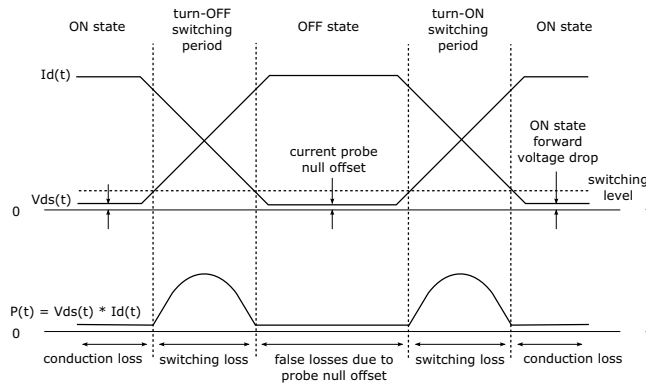 ON state
turn-OFF
switching
period
OFF state
turn-ON
switching
period
ON state
Id(t)
current probe
null offset
ON state
forward
voltage drop
switching
level
Vds(t)
0
P(t) = Vds(t) * Id(t)
0
conduction loss
switching loss
false losses due to
probe null offset
switching loss
conduction loss